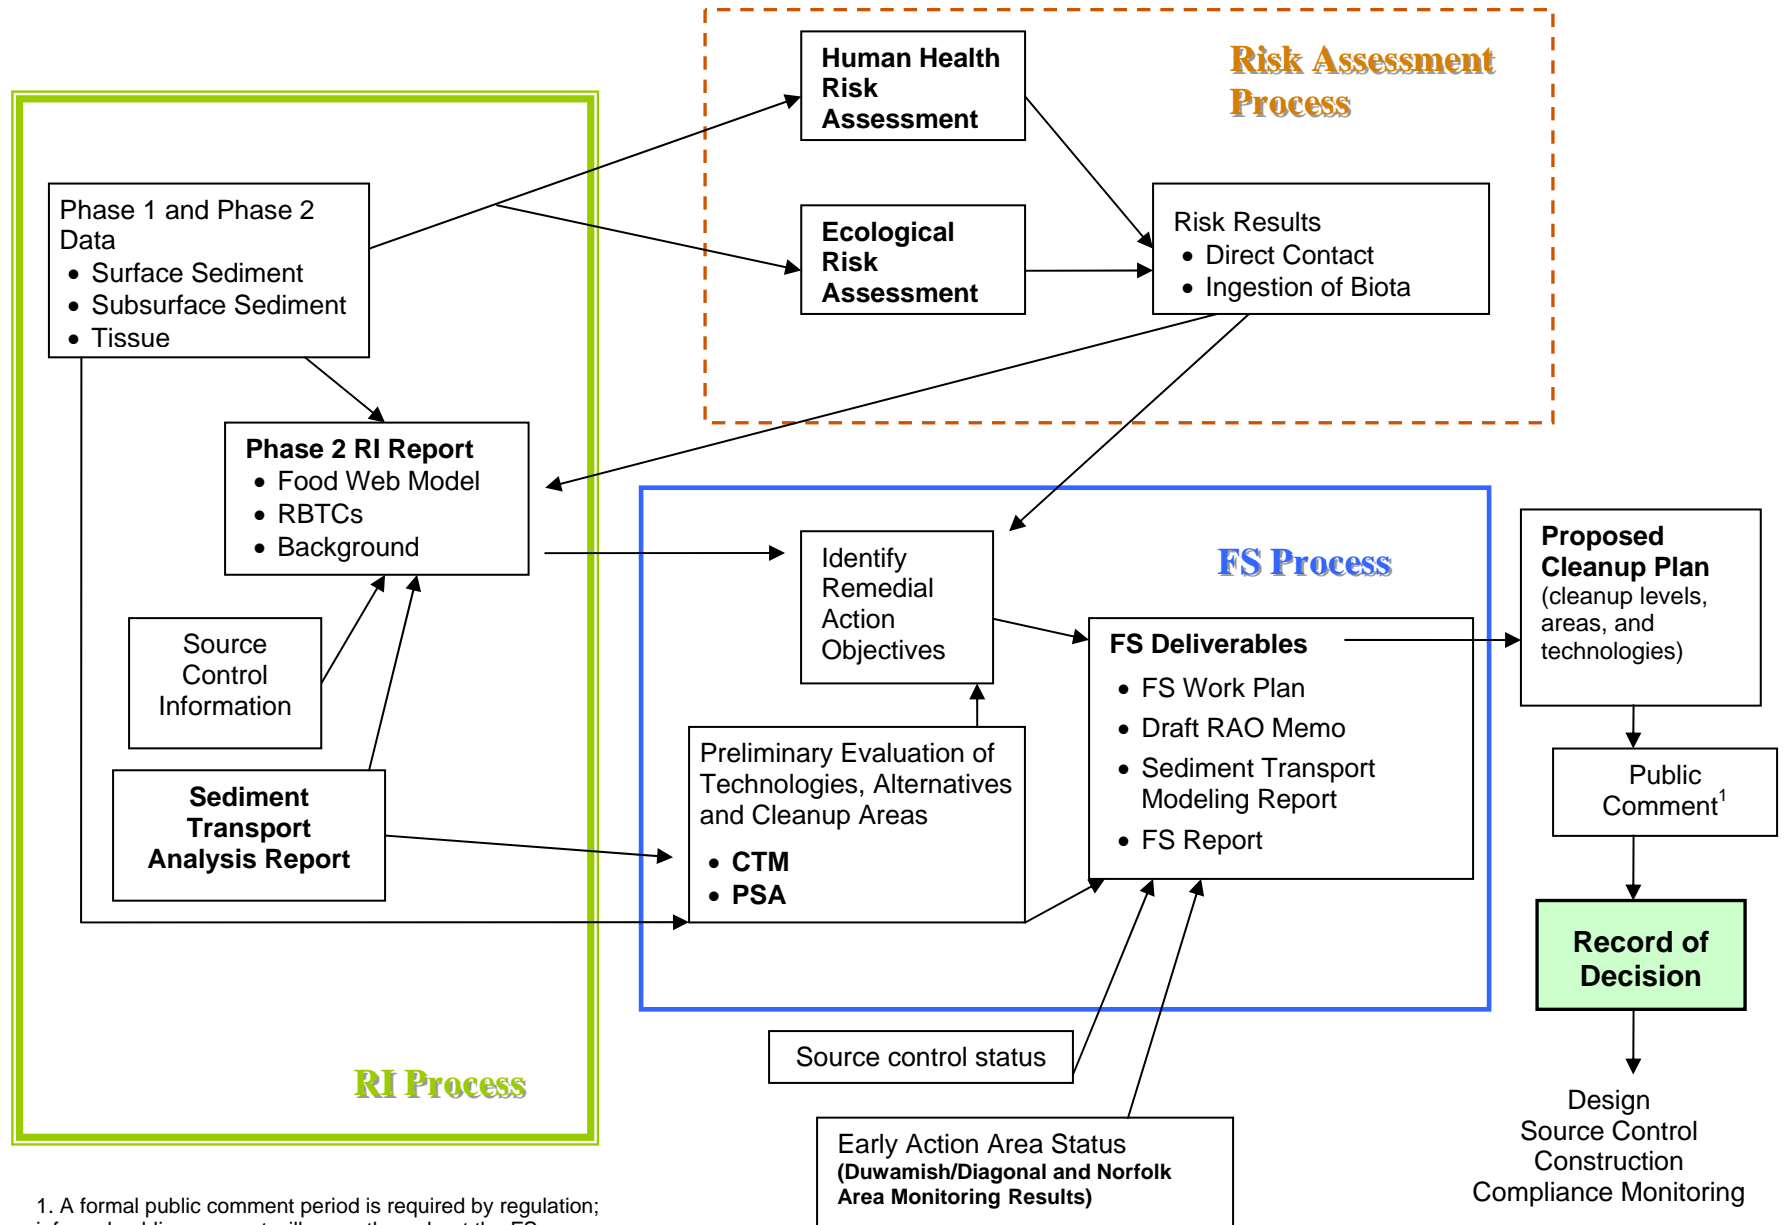 Risk Assessment
Process
Human Health
Risk
Assessment
Ecological
Risk
Assessment
Risk Results
• Direct Contact
• Ingestion of Biota
Phase 1 and Phase 2
Data
• Surface Sediment
• Subsurface Sediment
• Tissue
Phase 2 RI Report
• Food Web Model
• RBTCs
• Background
Source
Control
Information
Sediment
Transport
Analysis Report
RI Process
FS Process
Identify
Remedial
Action
Objectives
Preliminary Evaluation of
Technologies, Alternatives
and Cleanup Areas
• CTM
• PSA
FS Deliverables
• FS Work Plan
• Draft RAO Memo
• Sediment Transport
Modeling Report
• FS Report
Proposed
Cleanup Plan
(cleanup levels,
areas, and
technologies)
Public
Comment1
Record of
Decision
Design
Source Control
Construction
Compliance Monitoring
Source control status
Early Action Area Status
(Duwamish/Diagonal and Norfolk
Area Monitoring Results)
1. A formal public comment period is required by regulation;